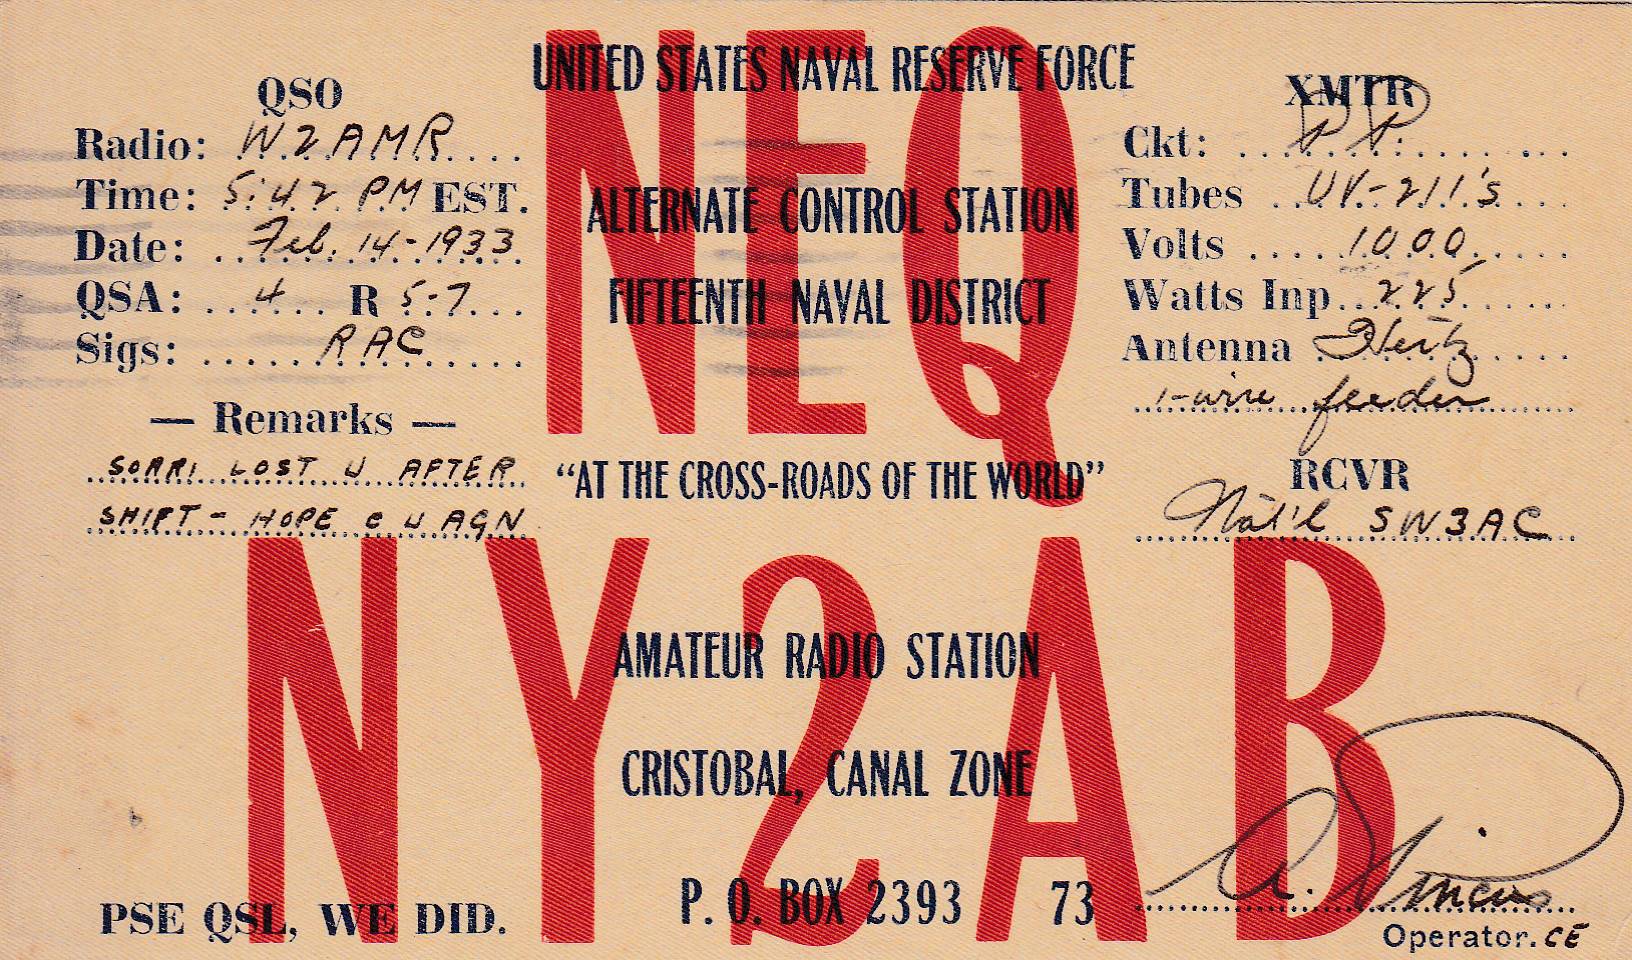 NEQ
UNITED STATES NAVAL RESERVE FORCE
ALTERNATE CONTROL STATION
FIFTEENTH NAVAL DISTRICT
"AT THE CROSS-ROADS OF THE WORLD"
QSO
Radio: W2AMR
Time: 5:42 PM EST.
Date: Feb. 14-1933
QSA: 4 R 5-7
Sigs: RAC
— Remarks —
SORRI LOST U AFTER
SHIFT - HOPE C U AGN
XMTR
Ckt: PP
Tubes UV-211's
Volts 1000
Watts Inp. 225
Antenna Hertz
1-wire feeder
RCVR
Nat'l SW3AC
NY2AB
AMATEUR RADIO STATION
CRISTOBAL, CANAL ZONE
P. O. BOX 2393 73
PSE QSL, WE DID.
Operator. CE